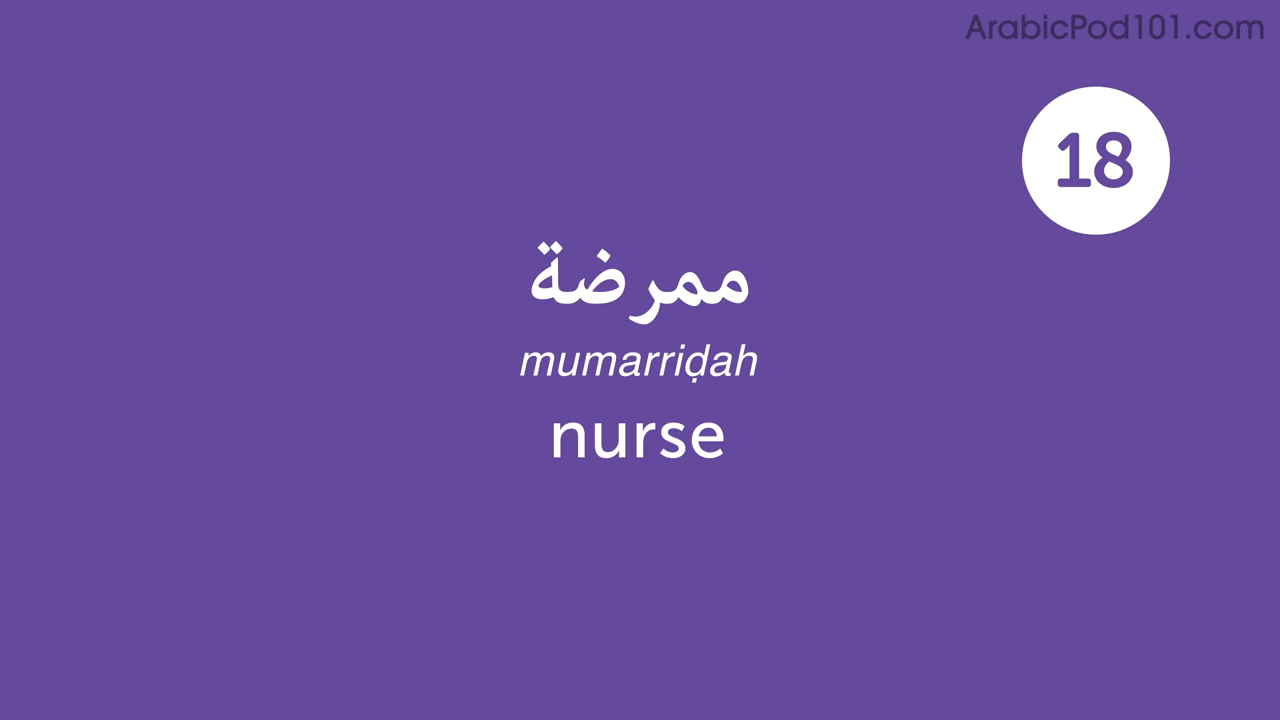 ArabicPod101.com
18
ممرضة
mumarriḍah
nurse